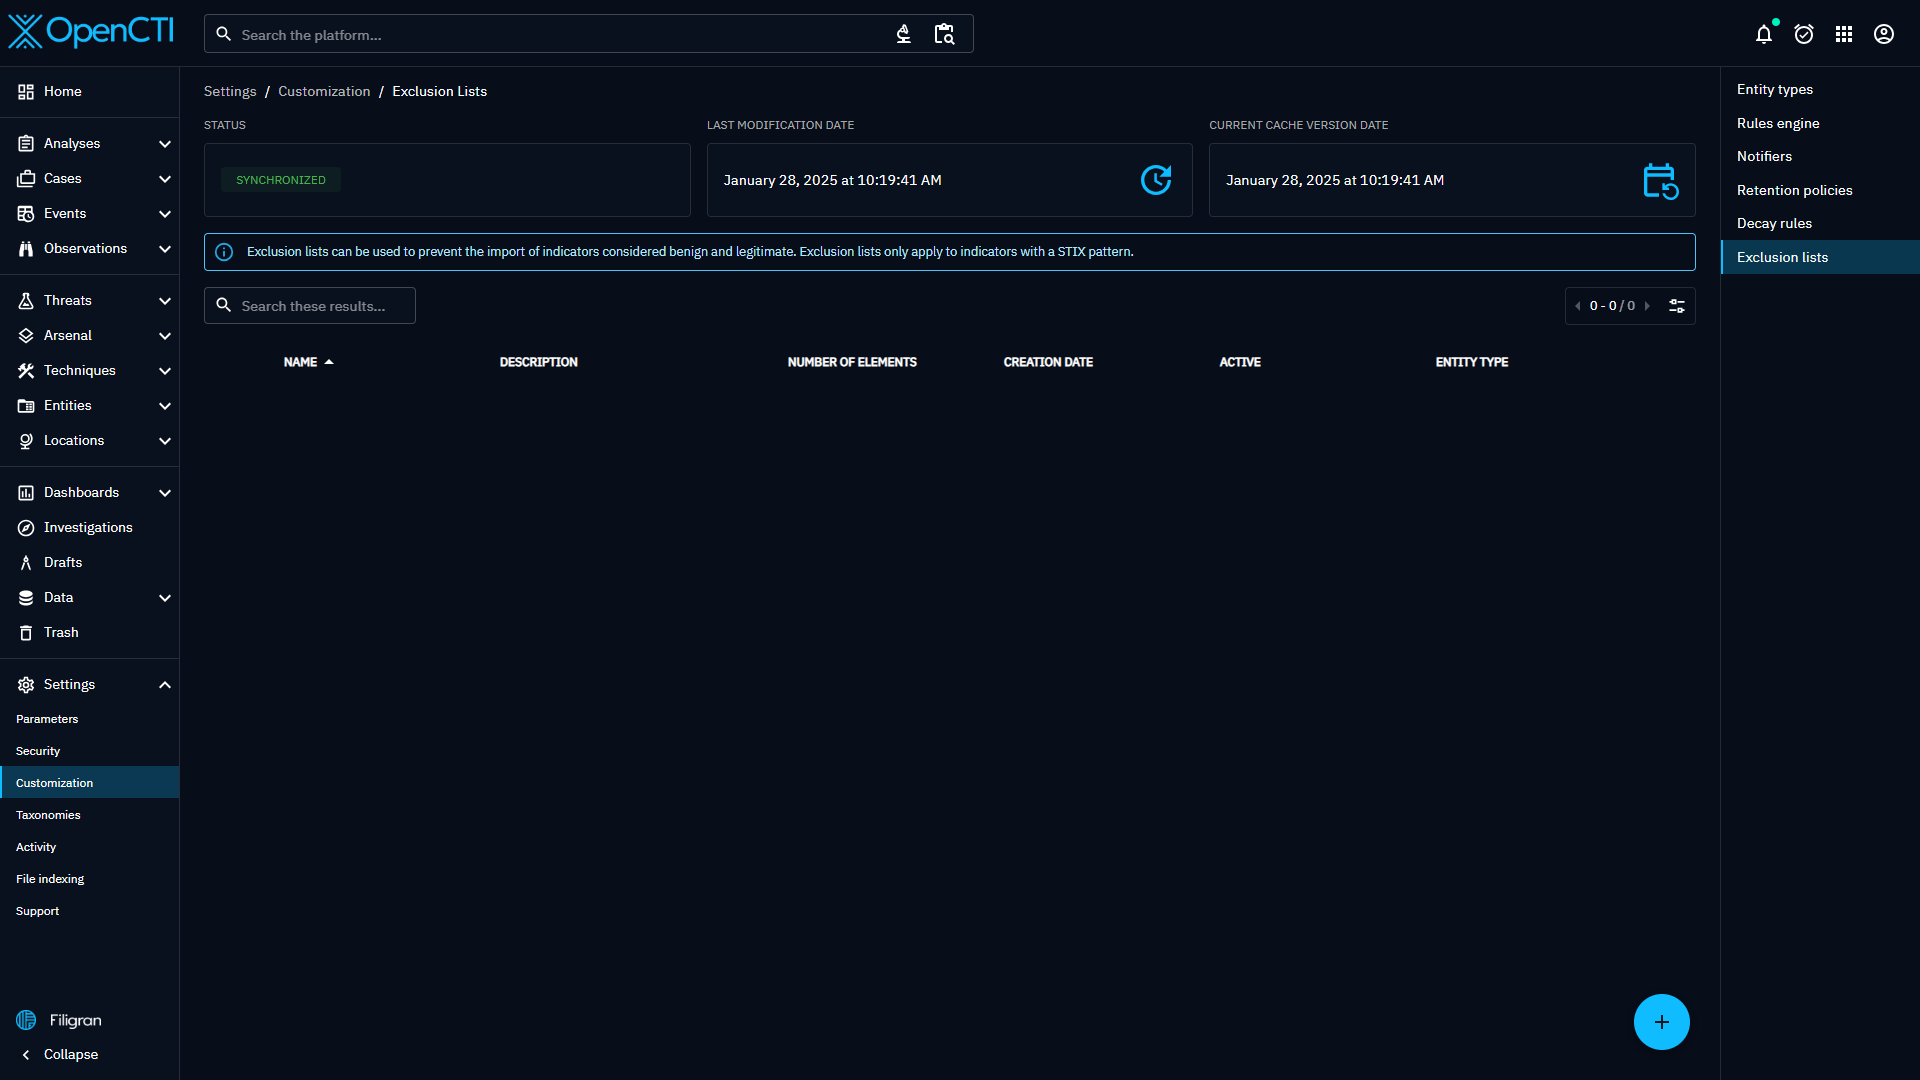 OpenCTI
Search the platform...
Home
Analyses
Cases
Events
Observations
Threats
Arsenal
Techniques
Entities
Locations
Dashboards
Investigations
Drafts
Data
Trash
Settings
Parameters
Security
Customization
Taxonomies
Activity
File indexing
Support
Filigran
Collapse
Settings / Customization / Exclusion Lists
STATUS
SYNCHRONIZED
LAST MODIFICATION DATE
January 28, 2025 at 10:19:41 AM
CURRENT CACHE VERSION DATE
January 28, 2025 at 10:19:41 AM
Exclusion lists can be used to prevent the import of indicators considered benign and legitimate. Exclusion lists only apply to indicators with a STIX pattern.
Search these results...
0 - 0 / 0
NAME DESCRIPTION NUMBER OF ELEMENTS CREATION DATE ACTIVE ENTITY TYPE
Entity types
Rules engine
Notifiers
Retention policies
Decay rules
Exclusion lists